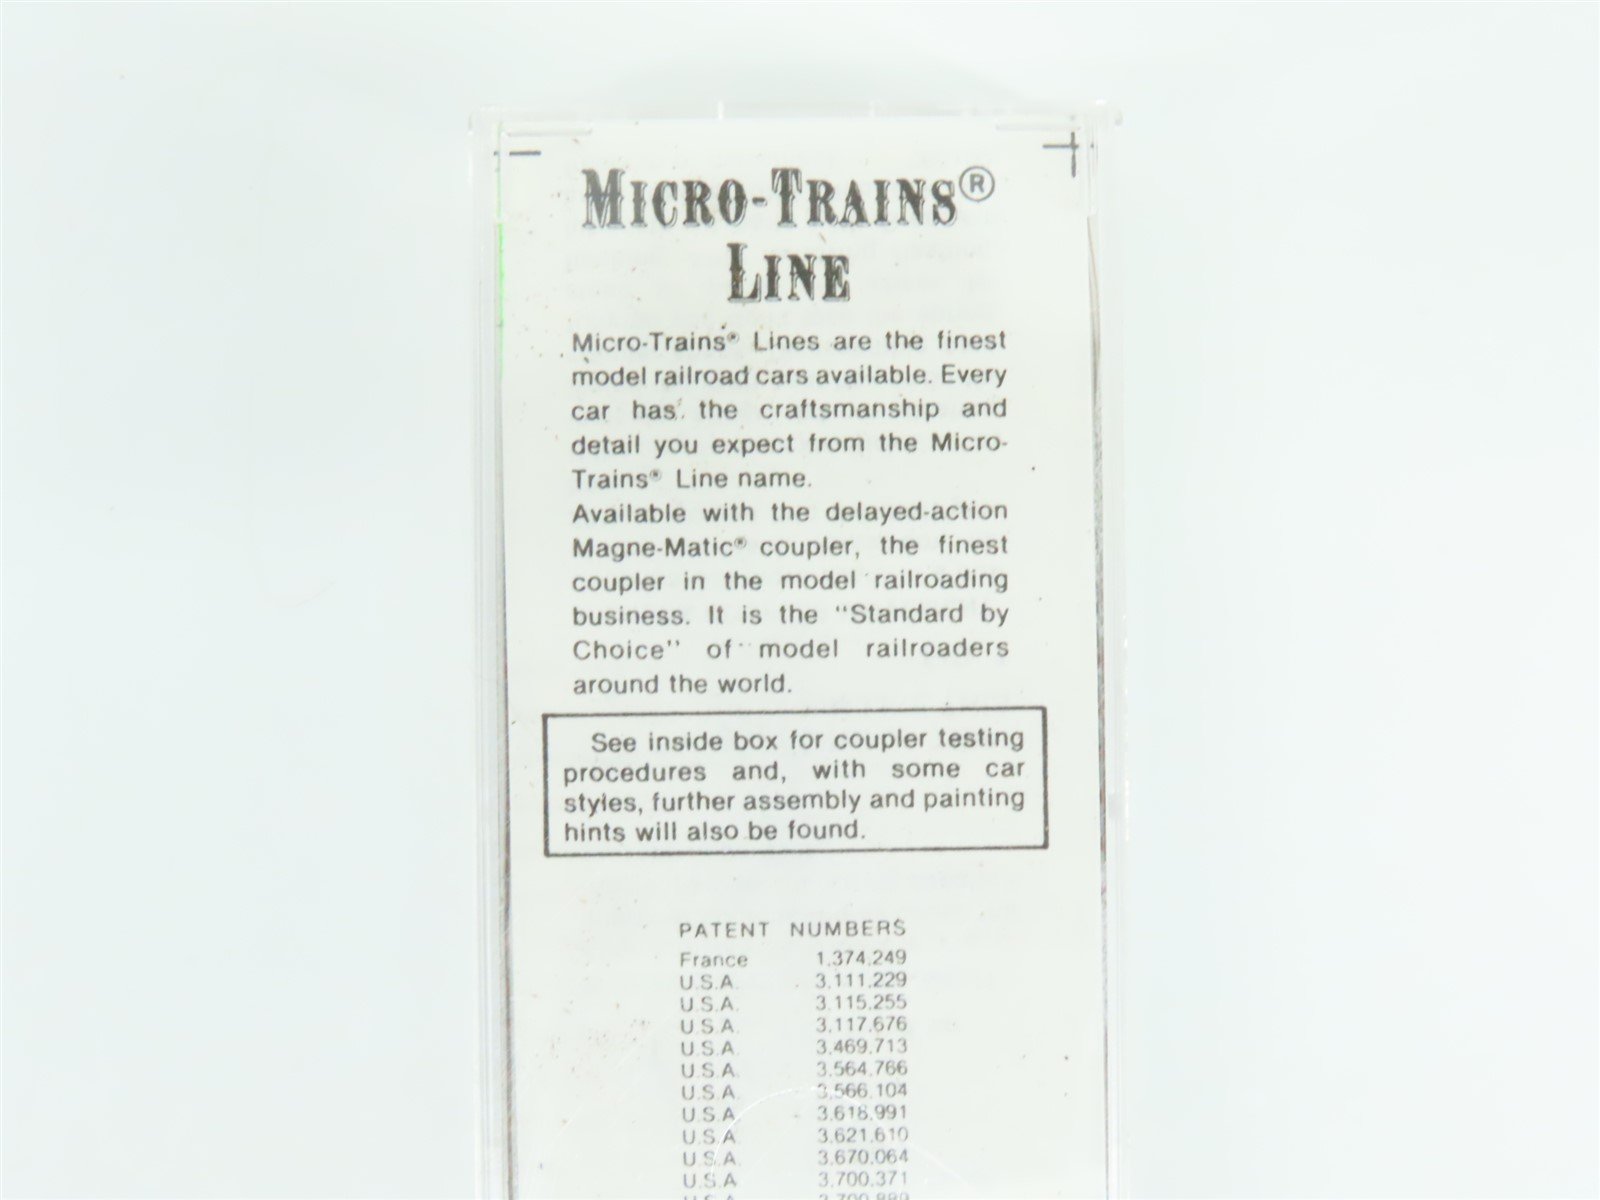 MICRO-TRAINS®
LINE
Micro-Trains® Lines are the finest
model railroad cars available. Every
car has the craftsmanship and
detail you expect from the Micro-
Trains® Line name.
Available with the delayed-action
Magne-Matic® coupler, the finest
coupler in the model railroading
business. It is the "Standard by
Choice" of model railroaders
around the world.
See inside box for coupler testing
procedures and, with some car
styles, further assembly and painting
hints will also be found.
PATENT NUMBERS
France 1,374,249
U.S.A. 3,111,229
U.S.A. 3,115,255
U.S.A. 3,117,676
U.S.A. 3,469,713
U.S.A. 3,564,766
U.S.A. 3,566,104
U.S.A. 3,618,991
U.S.A. 3,621,610
U.S.A. 3,670,064
U.S.A. 3,700,371